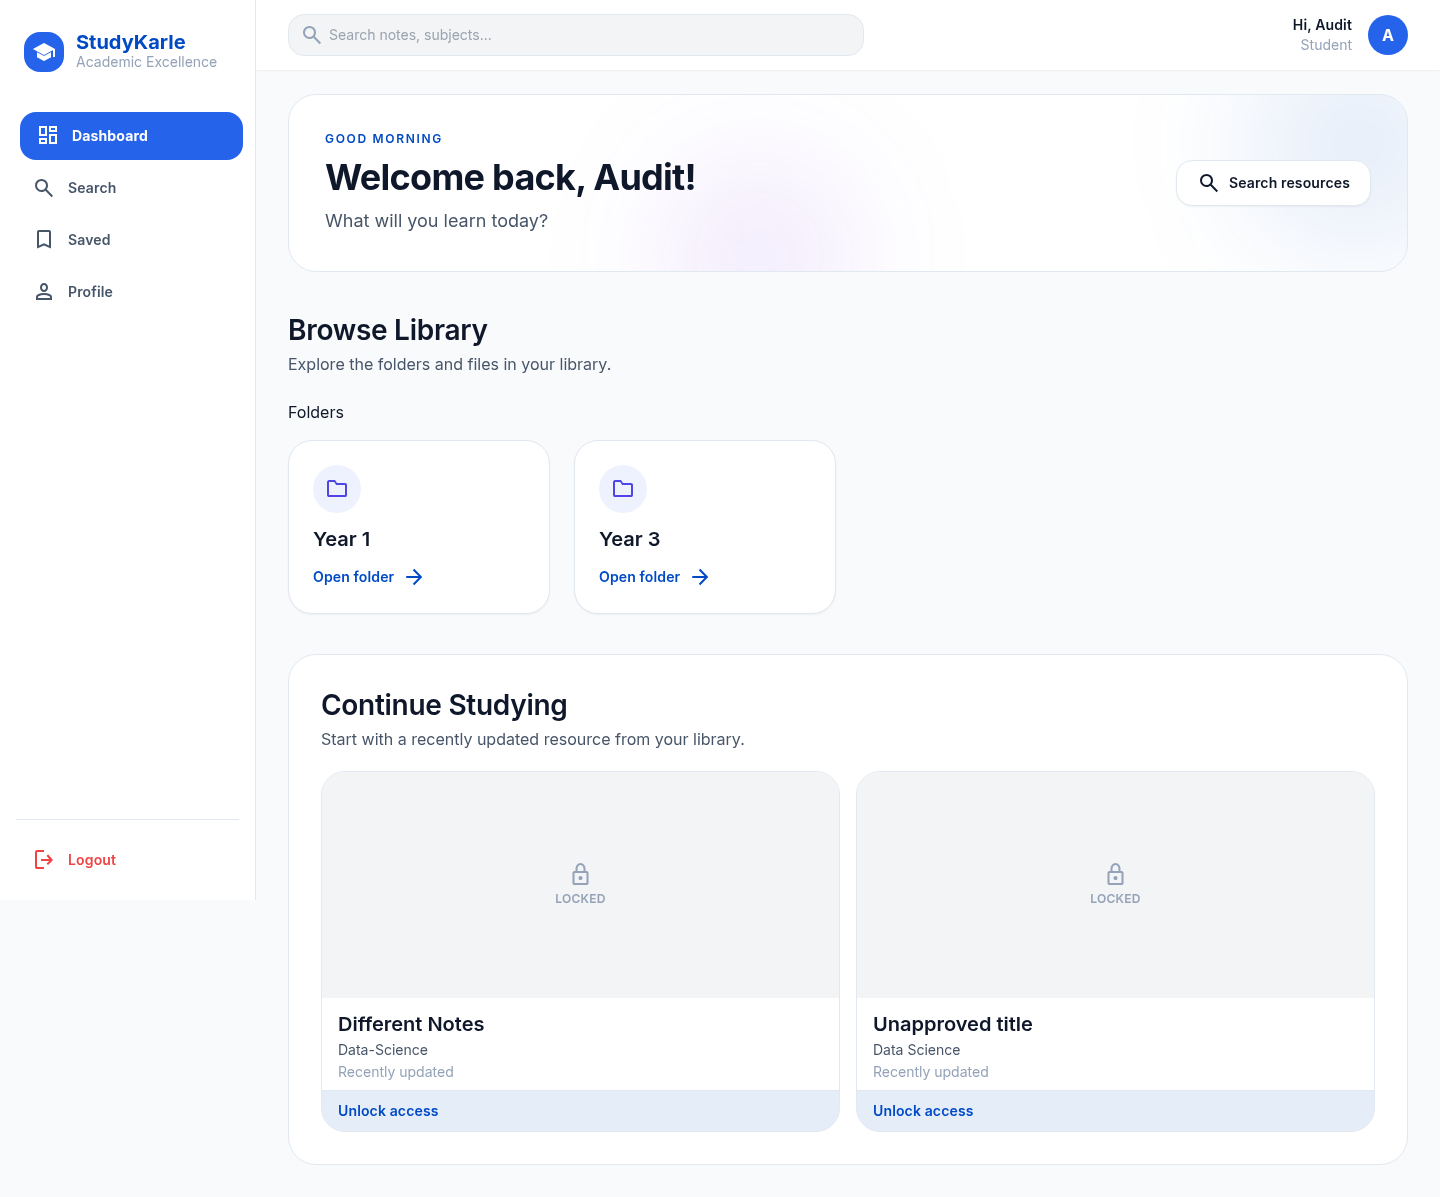 StudyKarle
Academic Excellence
Dashboard
Search
Saved
Profile
Logout
Search notes, subjects...
Hi, Audit
Student
A
GOOD MORNING
Welcome back, Audit!
What will you learn today?
Search resources
Browse Library
Explore the folders and files in your library.
Folders
Year 1
Open folder
Year 3
Open folder
Continue Studying
Start with a recently updated resource from your library.
LOCKED
Different Notes
Data-Science
Recently updated
Unlock access
LOCKED
Unapproved title
Data Science
Recently updated
Unlock access